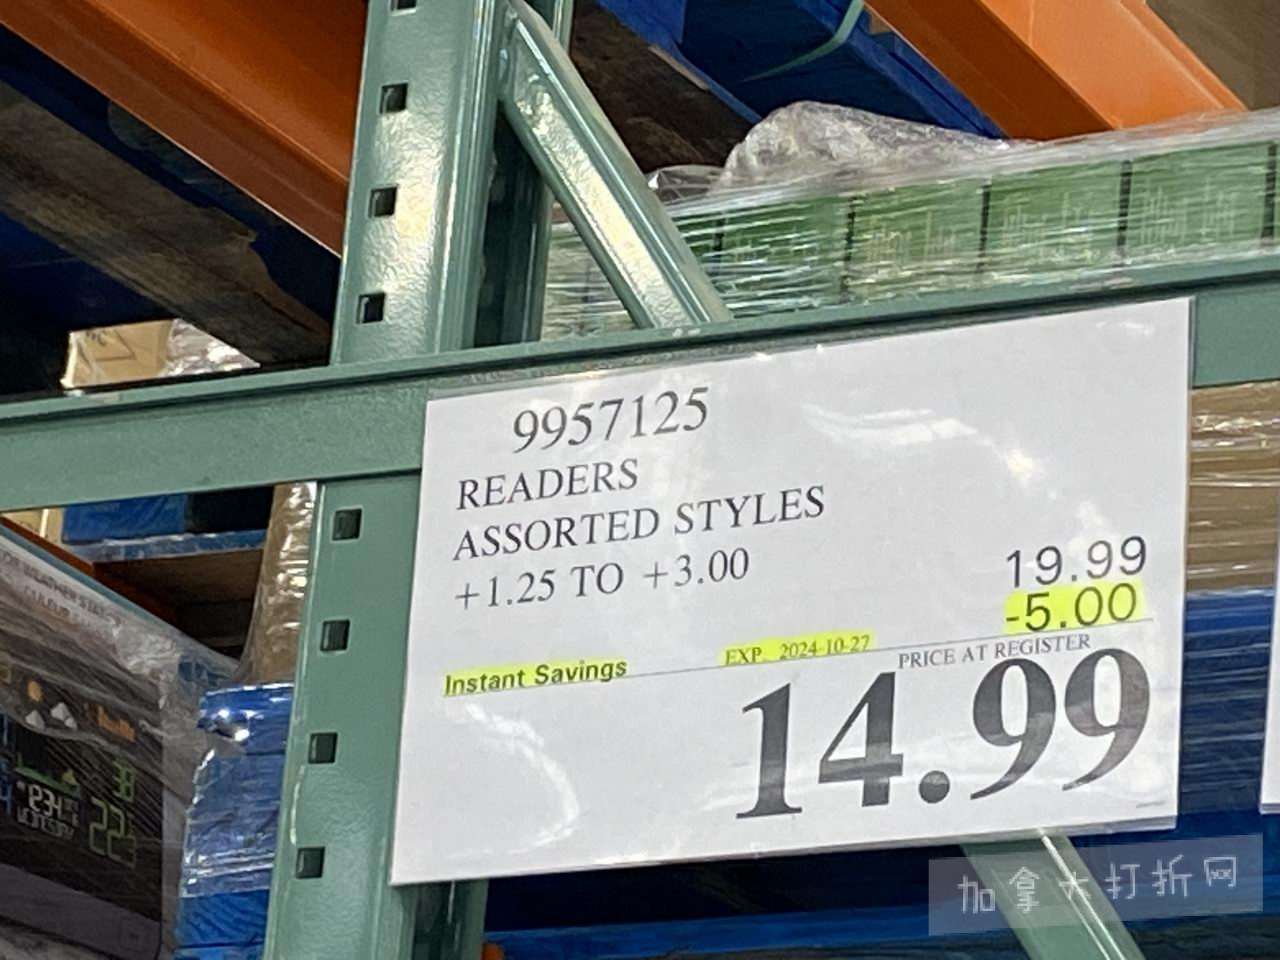 9957125
READERS
ASSORTED STYLES
+1.25 TO +3.00
19.99
-5.00
Instant Savings
EXP. 2024-10-27
PRICE AT REGISTER
14.99
加拿大打折网